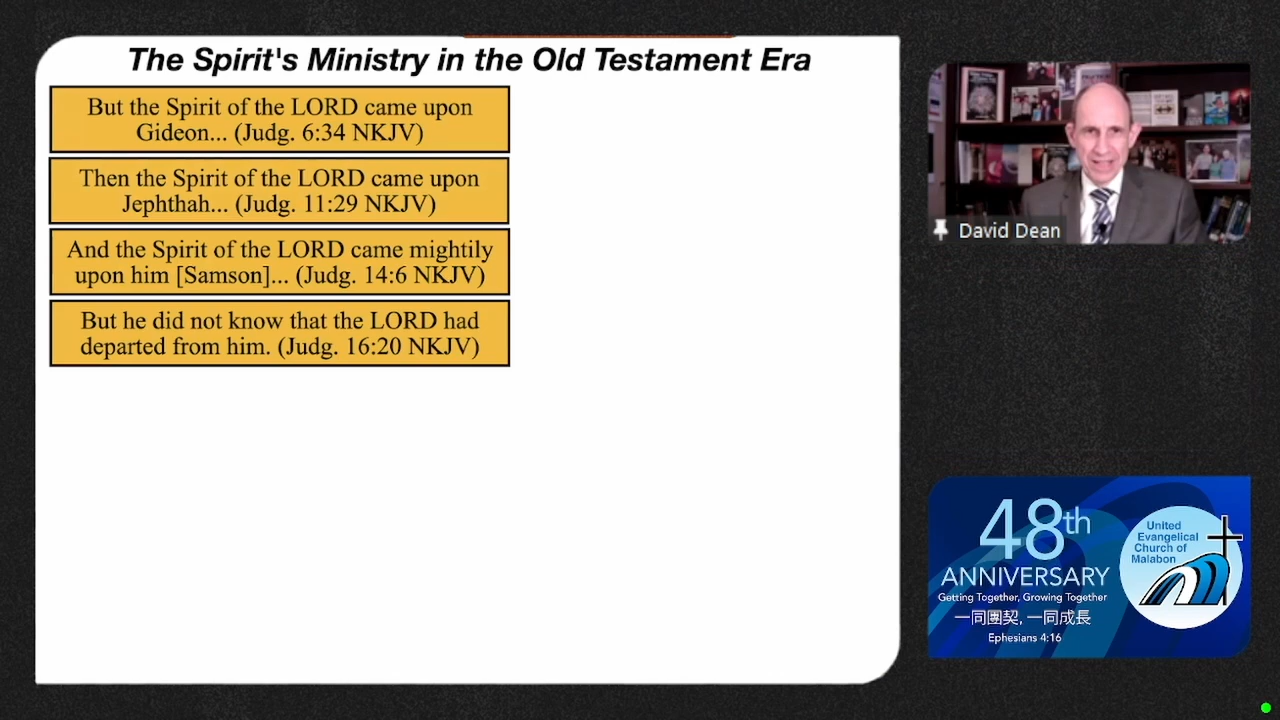 The Spirit's Ministry in the Old Testament Era
But the Spirit of the LORD came upon
Gideon... (Judg. 6:34 NKJV)
Then the Spirit of the LORD came upon
Jephthah... (Judg. 11:29 NKJV)
And the Spirit of the LORD came mightily
upon him [Samson]... (Judg. 14:6 NKJV)
But he did not know that the LORD had
departed from him. (Judg. 16:20 NKJV)
David Dean
48th
ANNIVERSARY
Getting Together, Growing Together
一同團契, 一同成長
Ephesians 4:16
United
Evangelical
Church of
Malabon